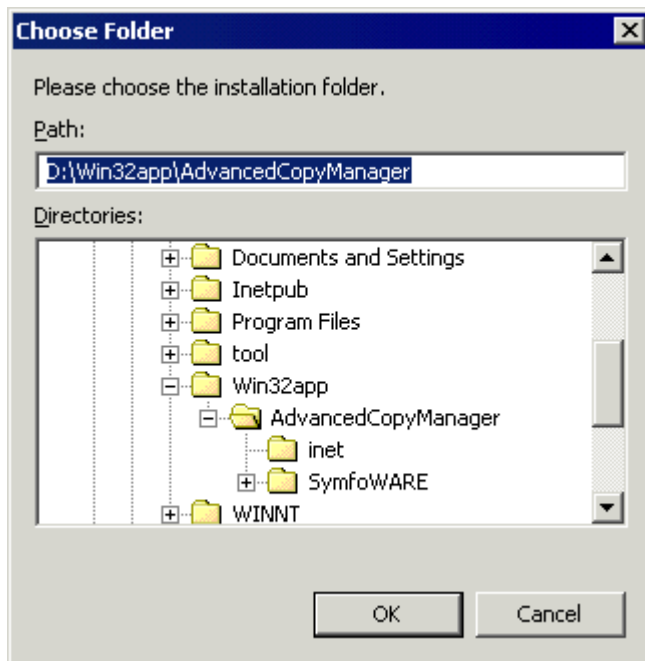 Choose Folder
Please choose the installation folder.
Path:
D:\Win32app\AdvancedCopyManager
Directories:
Documents and Settings
Inetpub
Program Files
tool
Win32app
AdvancedCopyManager
inet
SymfoWARE
WINNT
OK Cancel